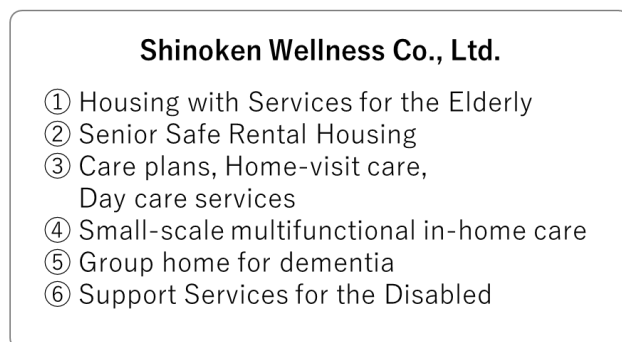 Shinoken Wellness Co., Ltd.
① Housing with Services for the Elderly
② Senior Safe Rental Housing
③ Care plans, Home-visit care,
Day care services
④ Small-scale multifunctional in-home care
⑤ Group home for dementia
⑥ Support Services for the Disabled